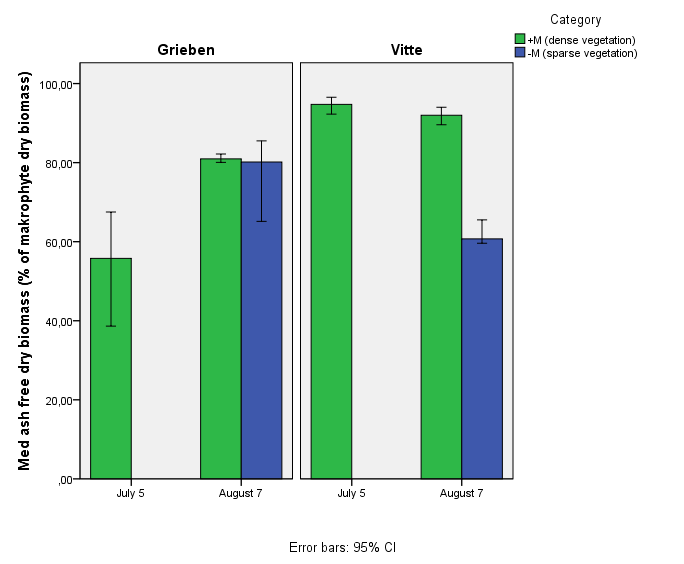 Category
+M (dense vegetation)
-M (sparse vegetation)
Grieben
Vitte
Med ash free dry biomass (% of makrophyte dry biomass)
100,00
80,00
60,00
40,00
20,00
,00
July 5
August 7
July 5
August 7
Error bars: 95% CI